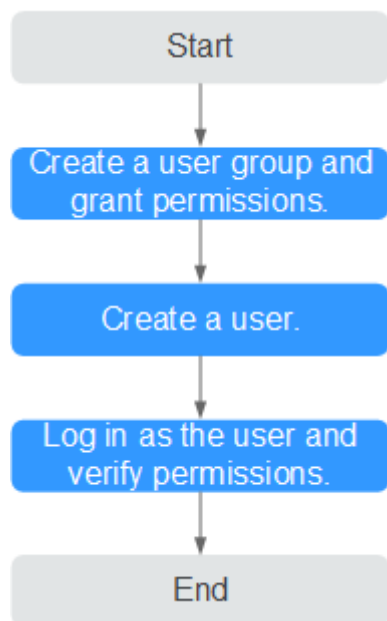 Start
Create a user group and
grant permissions.
Create a user.
Log in as the user and
verify permissions.
End